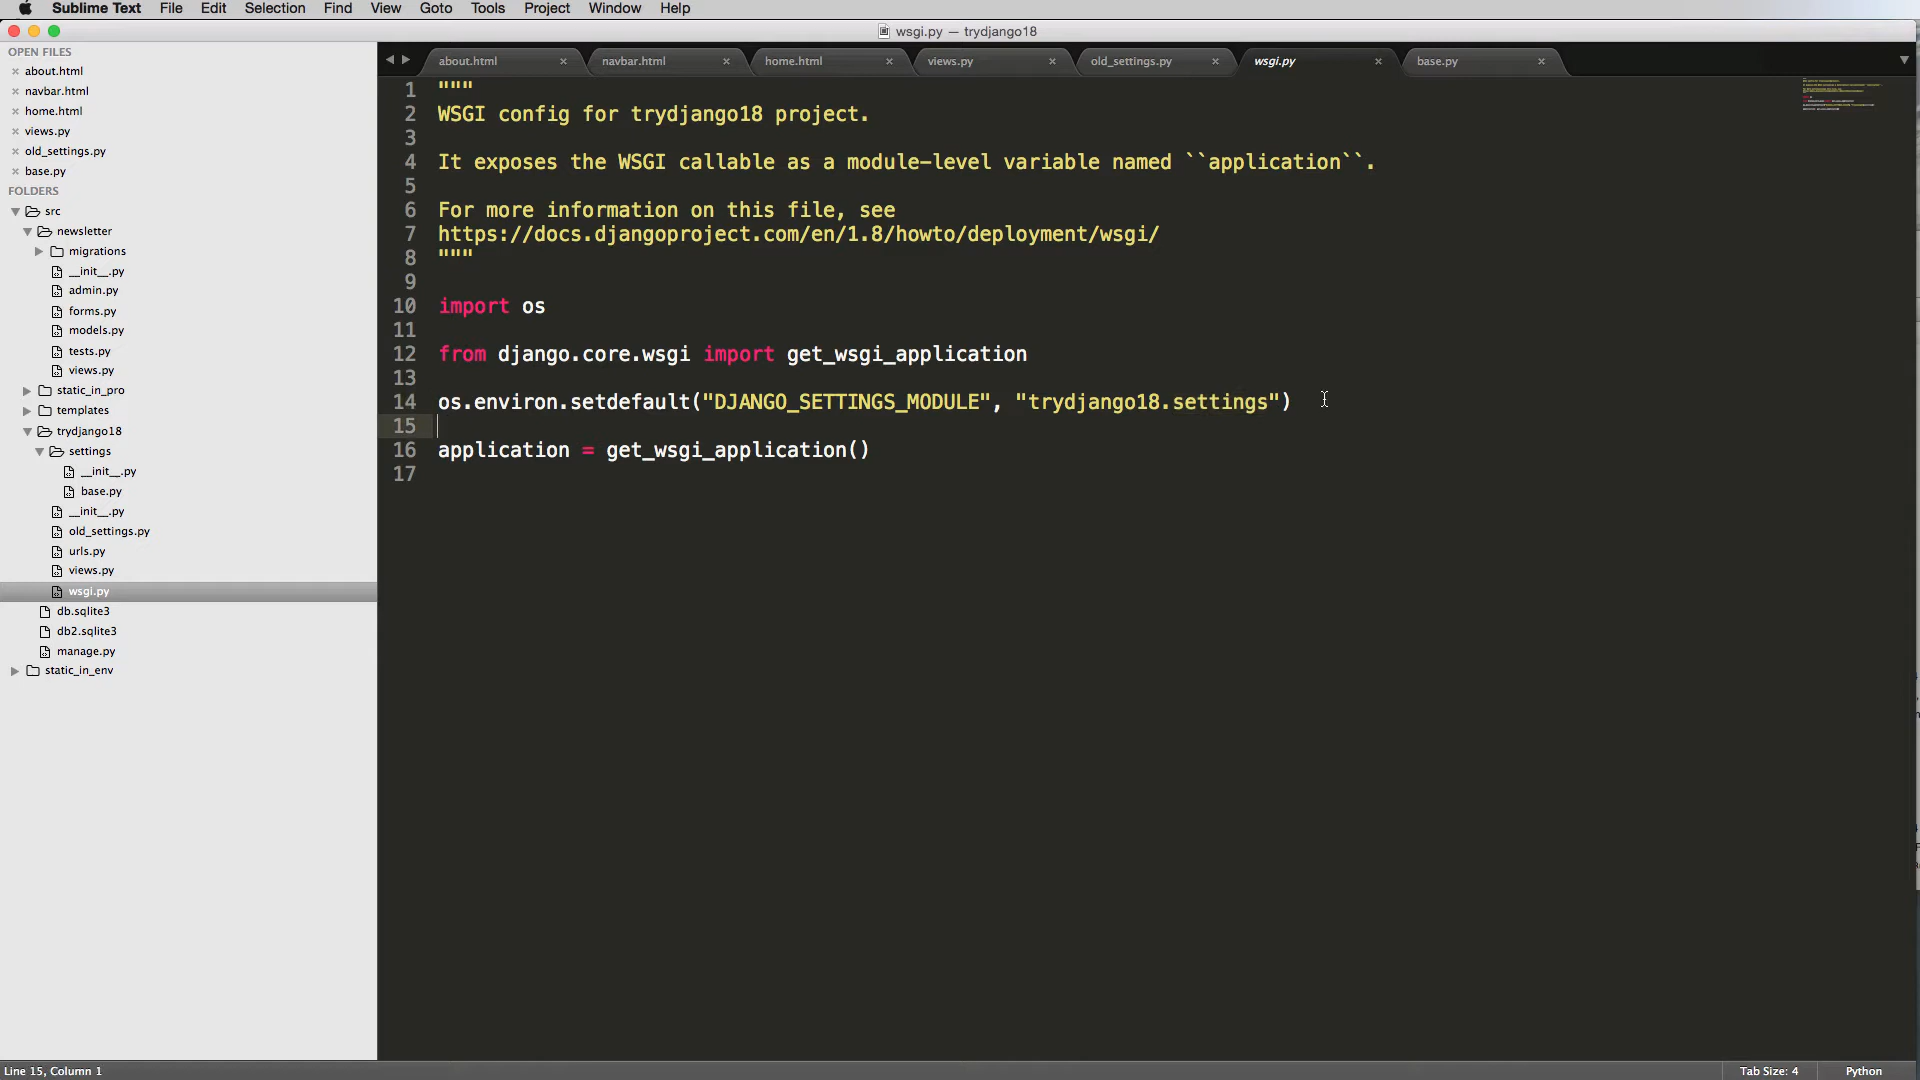 Sublime Text File Edit Selection Find View Goto Tools Project Window Help
wsgi.py — trydjango18
OPEN FILES
about.html
navbar.html
home.html
views.py
old_settings.py
base.py
FOLDERS
src
newsletter
migrations
__init__.py
admin.py
forms.py
models.py
tests.py
views.py
static_in_pro
templates
trydjango18
settings
__init__.py
base.py
__init__.py
old_settings.py
urls.py
views.py
wsgi.py
db.sqlite3
db2.sqlite3
manage.py
static_in_env
about.html navbar.html home.html views.py old_settings.py wsgi.py base.py
1 """
2 WSGI config for trydjango18 project.
3
4 It exposes the WSGI callable as a module-level variable named ``application``.
5
6 For more information on this file, see
7 https://docs.djangoproject.com/en/1.8/howto/deployment/wsgi/
8 """
9
10 import os
11
12 from django.core.wsgi import get_wsgi_application
13
14 os.environ.setdefault("DJANGO_SETTINGS_MODULE", "trydjango18.settings")
15
16 application = get_wsgi_application()
17
Line 15, Column 1 Tab Size: 4 Python